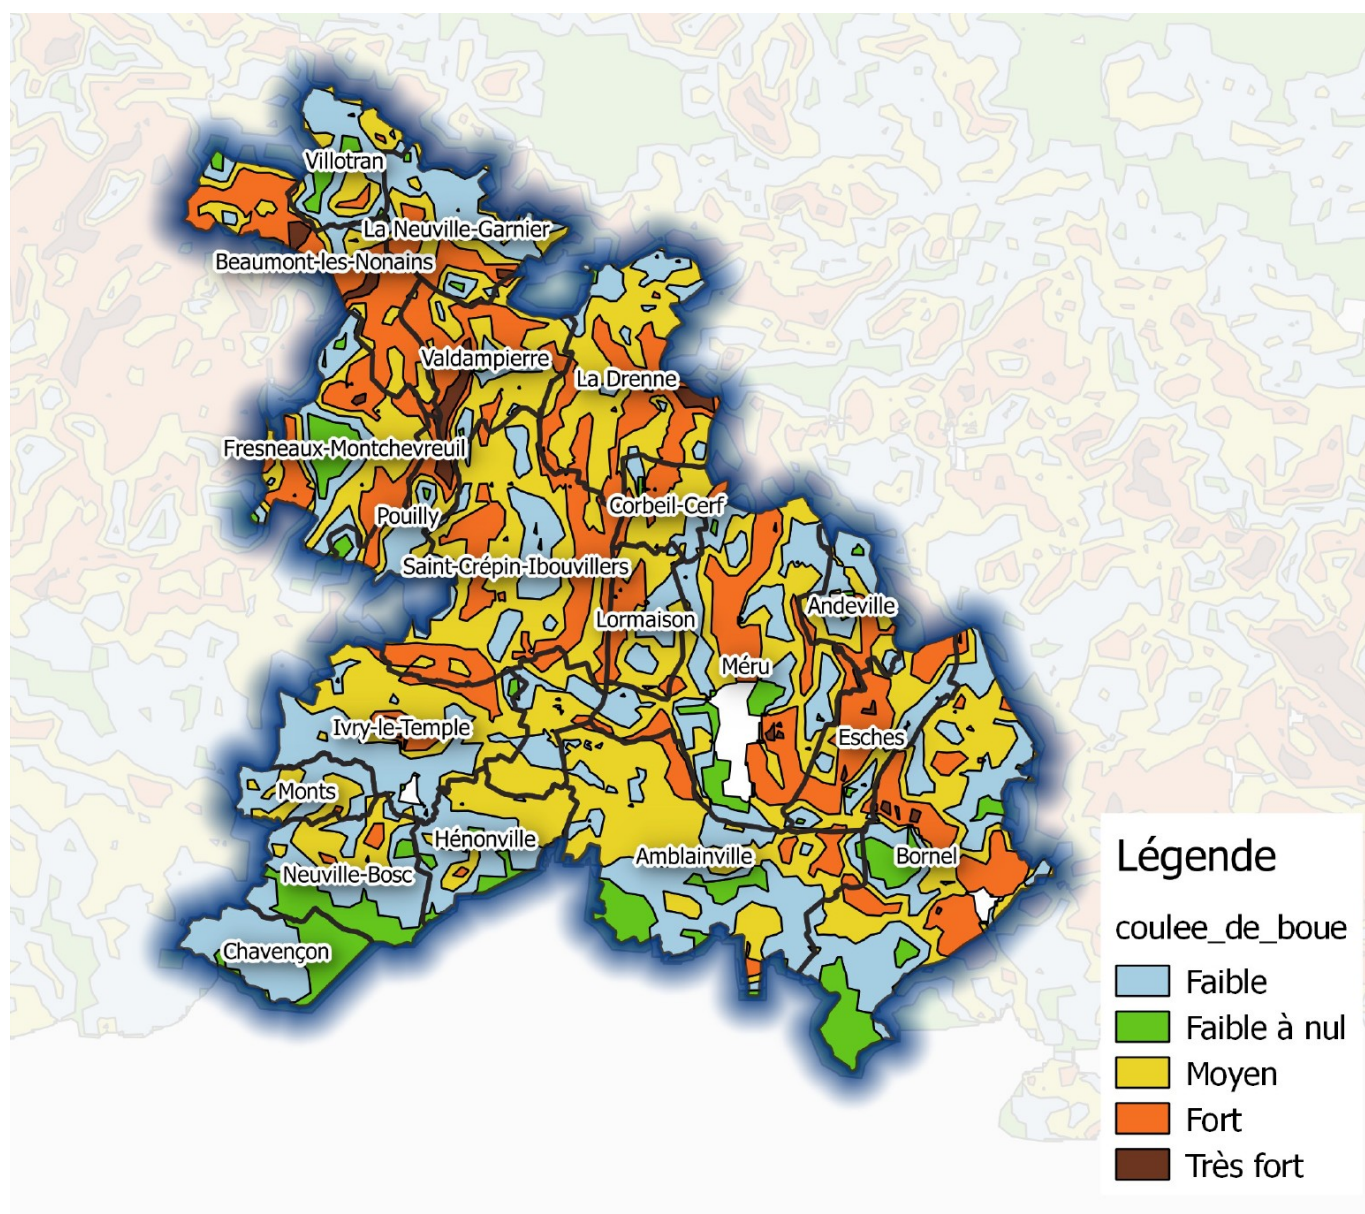 Villotran
La Neuville-Garnier
Beaumont-les-Nonains
Valdampierre
La Drenne
Fresneaux-Montchevreuil
Corbeil-Cerf
Pouilly
Saint-Crépin-Ibouvillers
Andeville
Lormaison
Méru
Ivry-le-Temple
Esches
Monts
Hénonville
Amblainville
Bornel
Neuville-Bosc
Chavençon
Légende
coulee_de_boue
Faible
Faible à nul
Moyen
Fort
Très fort